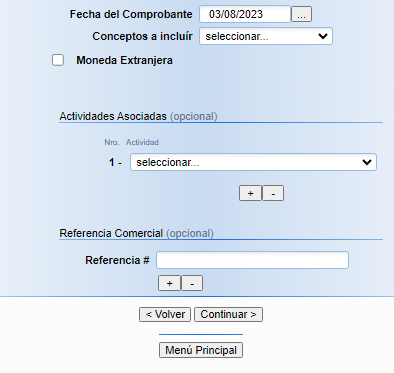 Fecha del Comprobante 03/08/2023 ...
Conceptos a incluír seleccionar...
Moneda Extranjera
Actividades Asociadas (opcional)
Nro. Actividad
1 - seleccionar...
+ -
Referencia Comercial (opcional)
Referencia #
+ -
< Volver Continuar >
Menú Principal